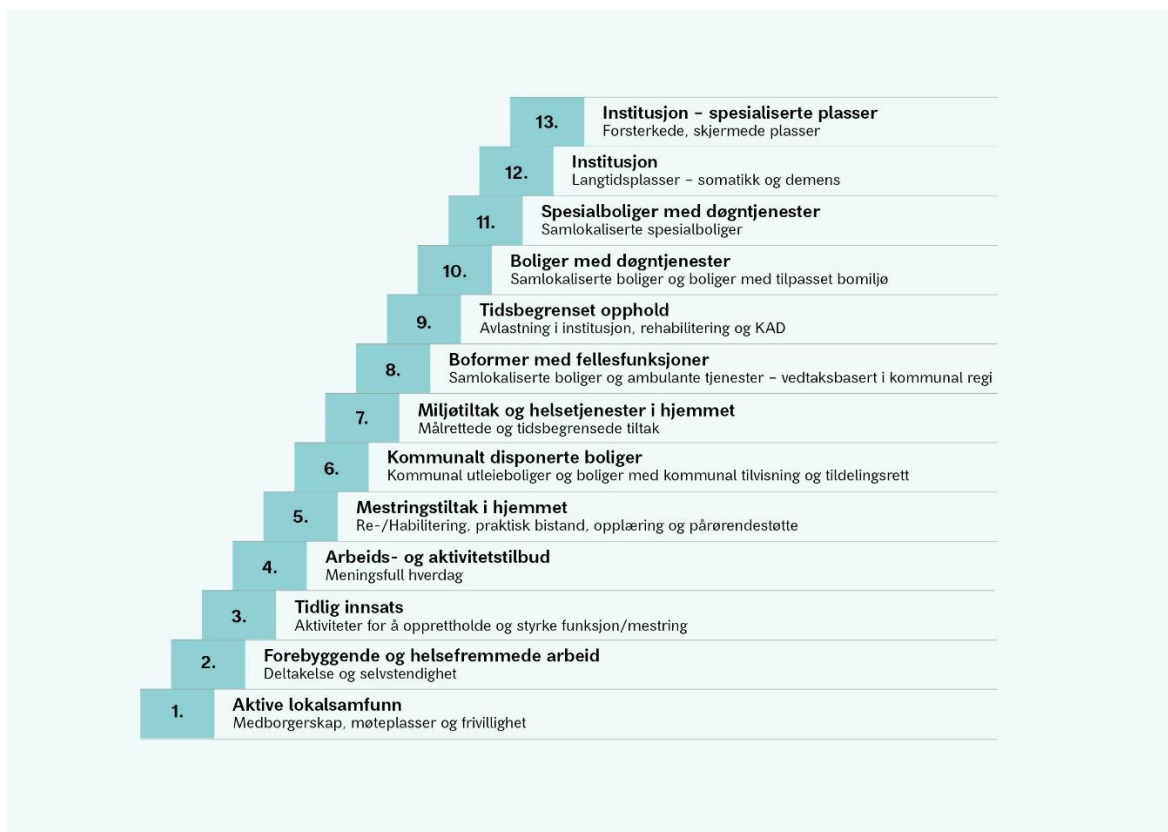 13.
Institusjon – spesialiserte plasser
Forsterkede, skjermede plasser
12.
Institusjon
Langtidsplasser – somatikk og demens
11.
Spesialboliger med døgntjenester
Samlokaliserte spesialboliger
10.
Boliger med døgntjenester
Samlokaliserte boliger og boliger med tilpasset bomiljø
9.
Tidsbegrenset opphold
Avlastning i institusjon, rehabilitering og KAD
8.
Boformer med fellesfunksjoner
Samlokaliserte boliger og ambulante tjenester – vedtaksbasert i kommunal regi
7.
Miljøtiltak og helsetjenester i hjemmet
Målrettede og tidsbegrensede tiltak
6.
Kommunalt disponerte boliger
Kommunal utleieboliger og boliger med kommunal tilvisning og tildelingsrett
5.
Mestringstiltak i hjemmet
Re-/Habilitering, praktisk bistand, opplæring og pårørendestøtte
4.
Arbeids- og aktivitetstilbud
Meningsfull hverdag
3.
Tidlig innsats
Aktiviteter for å opprettholde og styrke funksjon/mestring
2.
Forebyggende og helsefremmede arbeid
Deltakelse og selvstendighet
1.
Aktive lokalsamfunn
Medborgerskap, møteplasser og frivillighet